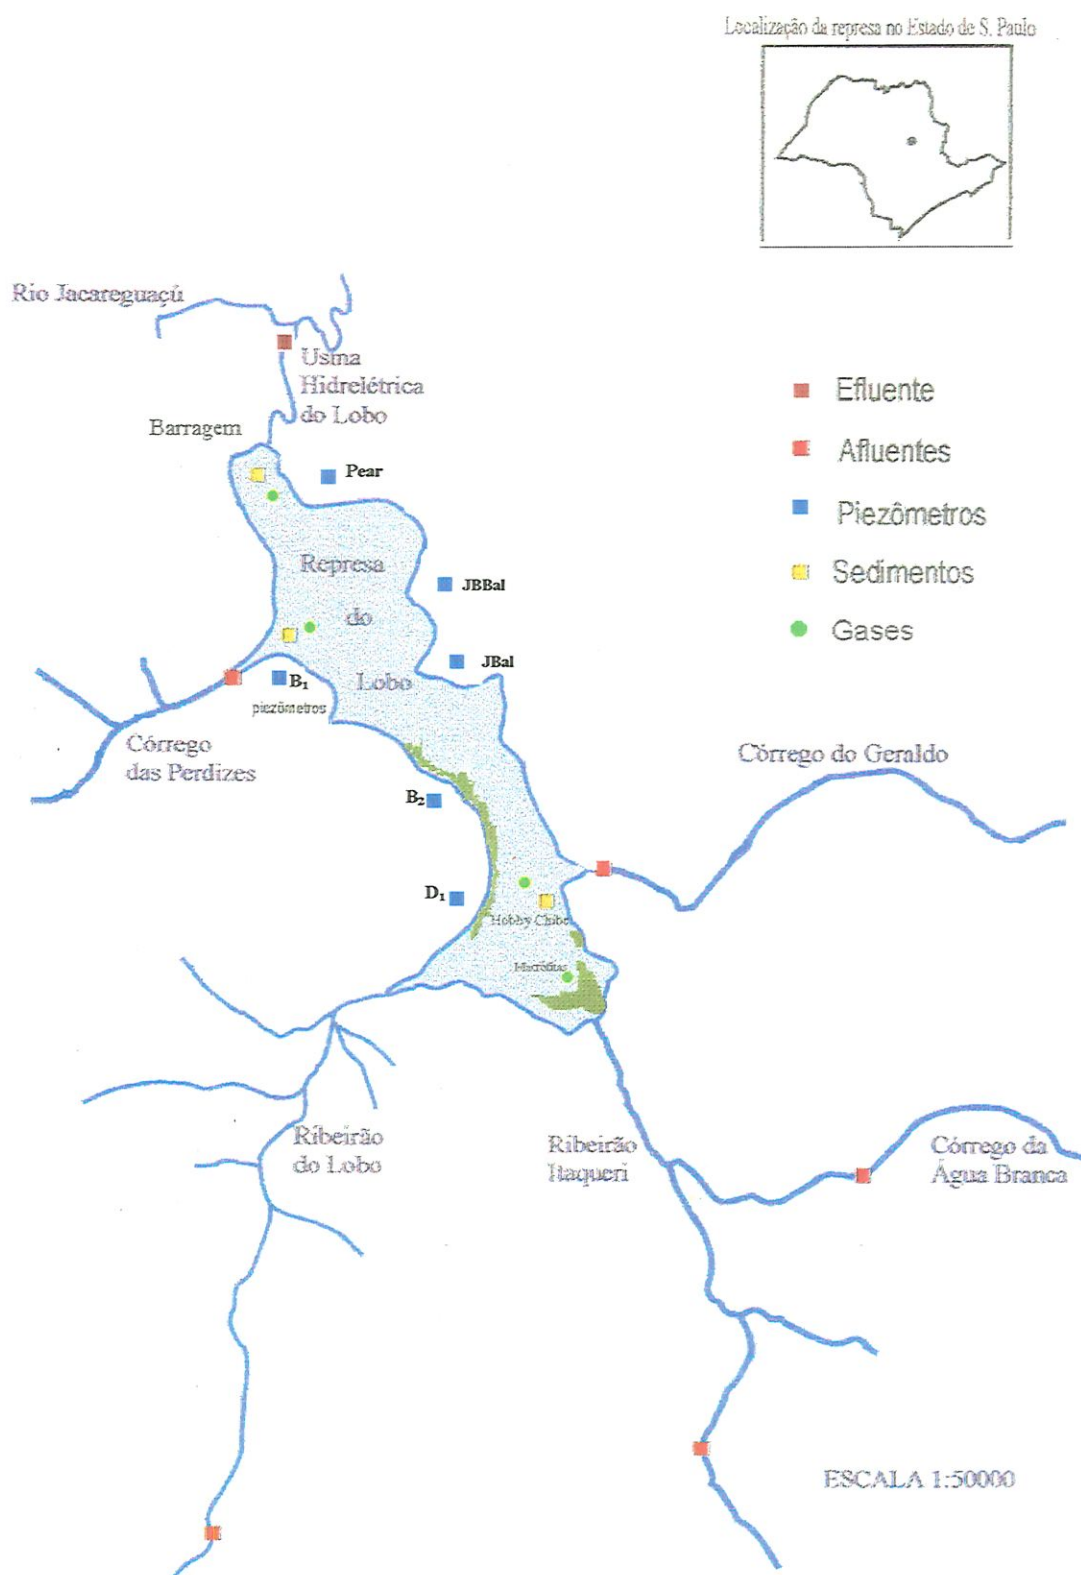 Localização da represa no Estado de S. Paulo
Rio Jacareguaçú
Usina
Hidrelétrica
do Lobo
Barragem
Efluente
Afluentes
Piezômetros
Sedimentos
Gases
Pear
Represa
do
Lobo
JBBal
JBal
B1
piezômetros
Córrego
das Perdizes
Córrego do Geraldo
B2
D1
Hobby Clube
Macrófitas
Ribeirão
do Lobo
Ribeirão
Itaqueri
Córrego da
Água Branca
ESCALA 1:50000